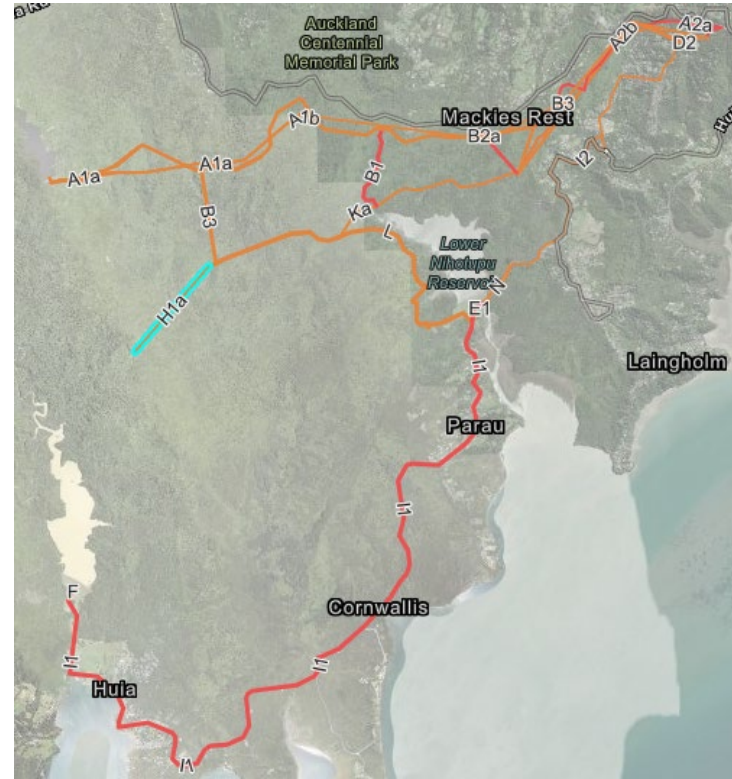 Auckland
Centennial
Memorial Park
A2a
A2b
D2
Mackies Rest
B3
A1b
B2a
A1a
A1a
B1
I2
B3
Ka
L
Lower
Nihotupu
Reservoir
N
H1a
E1
I1
Laingholm
Parau
I1
Cornwallis
F
I1
I1
Huia
I1